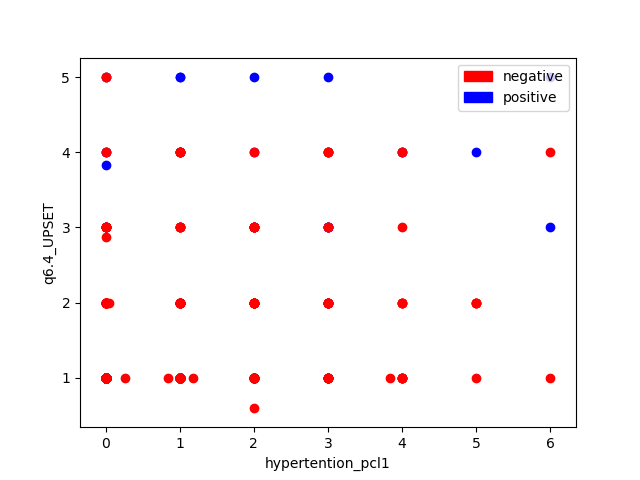 5
4
3
2
1
q6.4_UPSET
negative
positive
0 1 2 3 4 5 6
hypertention_pcl1